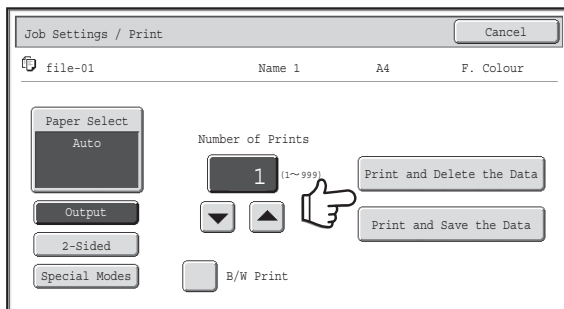 Job Settings / Print
Cancel
file-01 Name 1 A4 F. Colour
Paper Select
Auto
Number of Prints
1 (1~999)
Print and Delete the Data
Output
Print and Save the Data
2-Sided
Special Modes
B/W Print